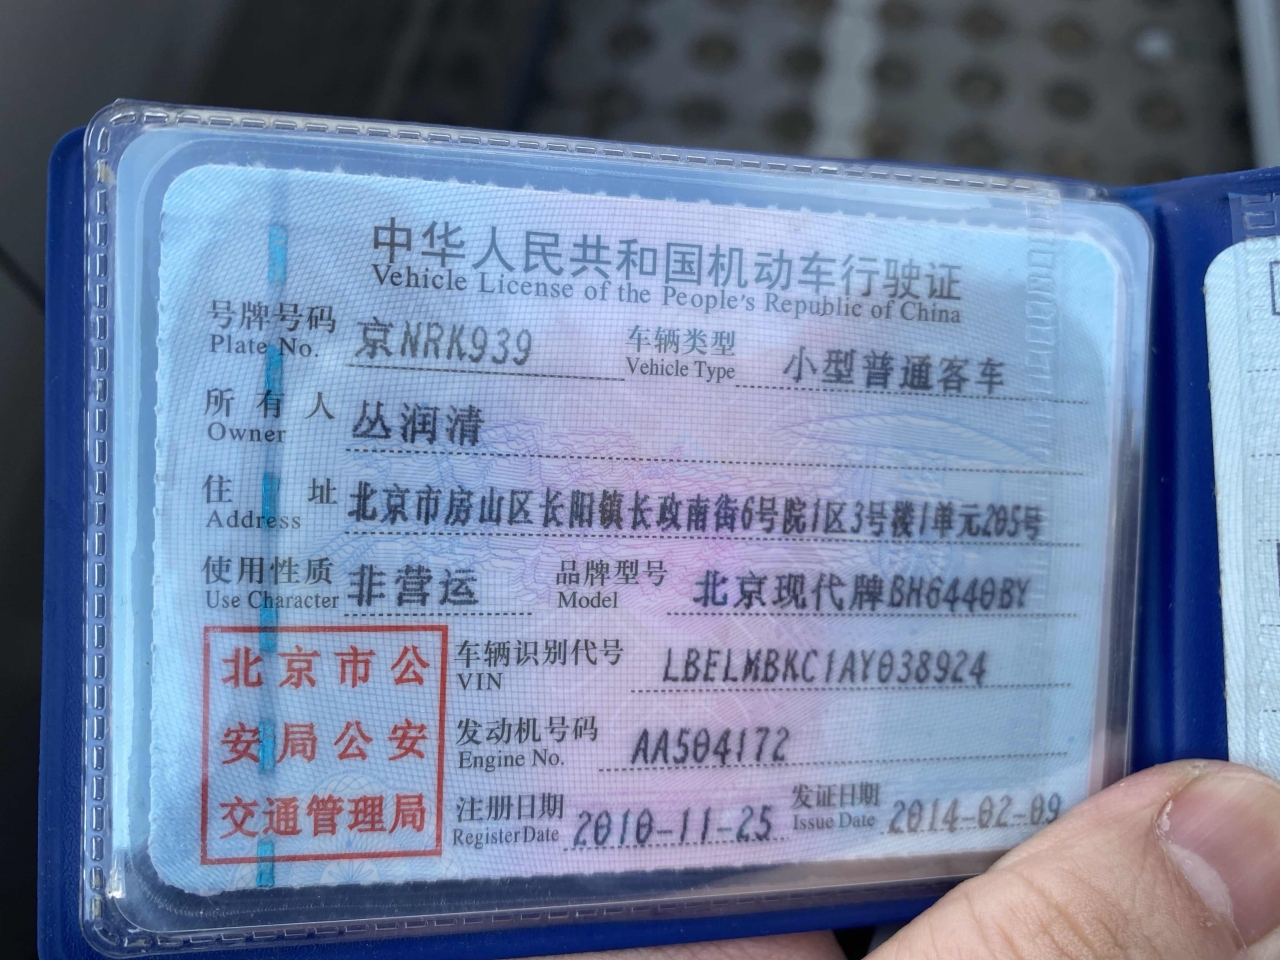 中华人民共和国机动车行驶证
Vehicle License of the People's Republic of China
号牌号码 京NRK939 车辆类型 小型普通客车
Plate No. Vehicle Type
所有人 丛润清
Owner
住址 北京市房山区长阳镇长政南街6号院1区3号楼1单元205号
Address
使用性质 非营运 品牌型号 北京现代牌BH6440BY
Use Character Model
北京市公
安局公安
交通管理局
车辆识别代号 LBELMBKC1AY038924
VIN
发动机号码 AA504172
Engine No.
注册日期 2010-11-25 发证日期 2014-02-09
Register Date Issue Date